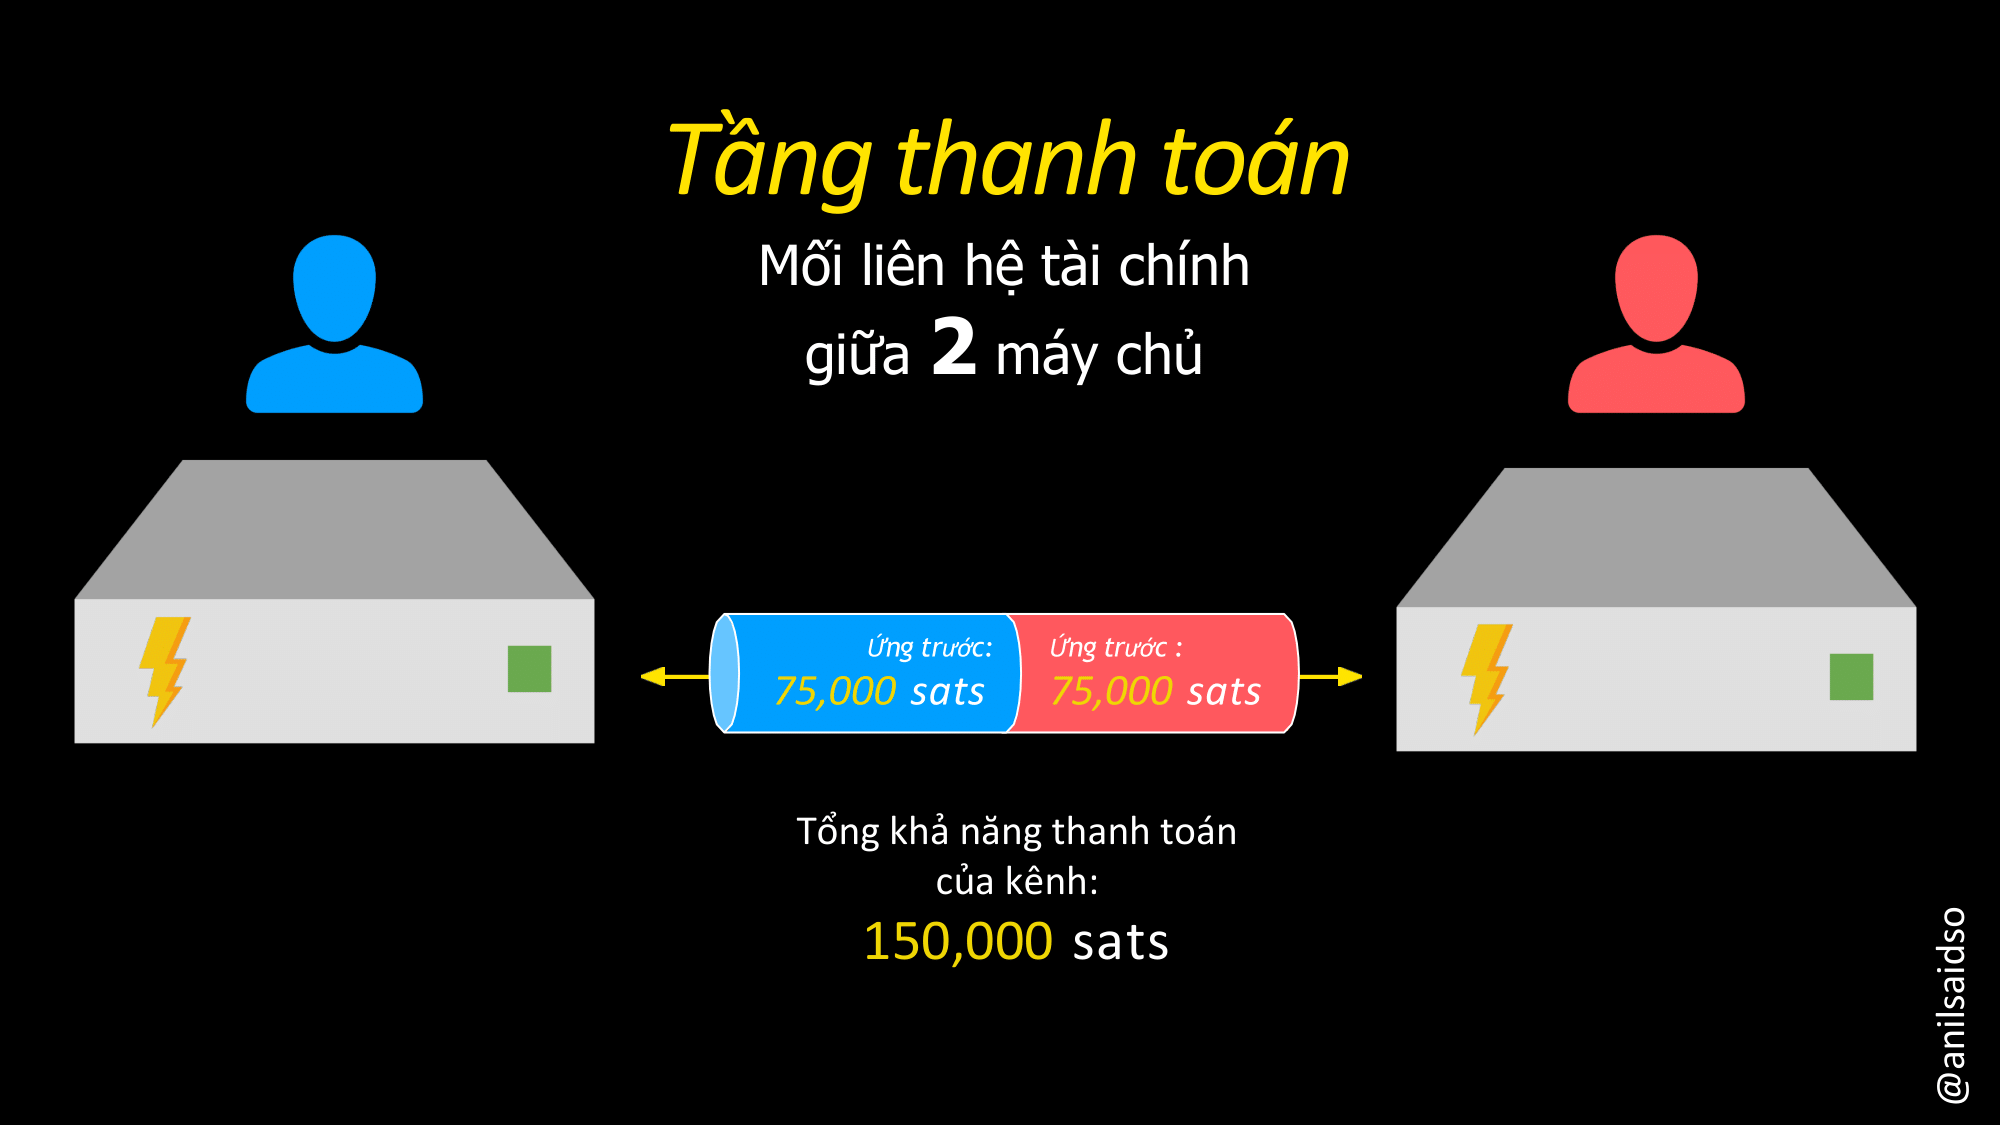 Tầng thanh toán
Mối liên hệ tài chính
giữa 2 máy chủ
Ứng trước:
75,000 sats
Ứng trước :
75,000 sats
Tổng khả năng thanh toán
của kênh:
150,000 sats
@anilsaidso